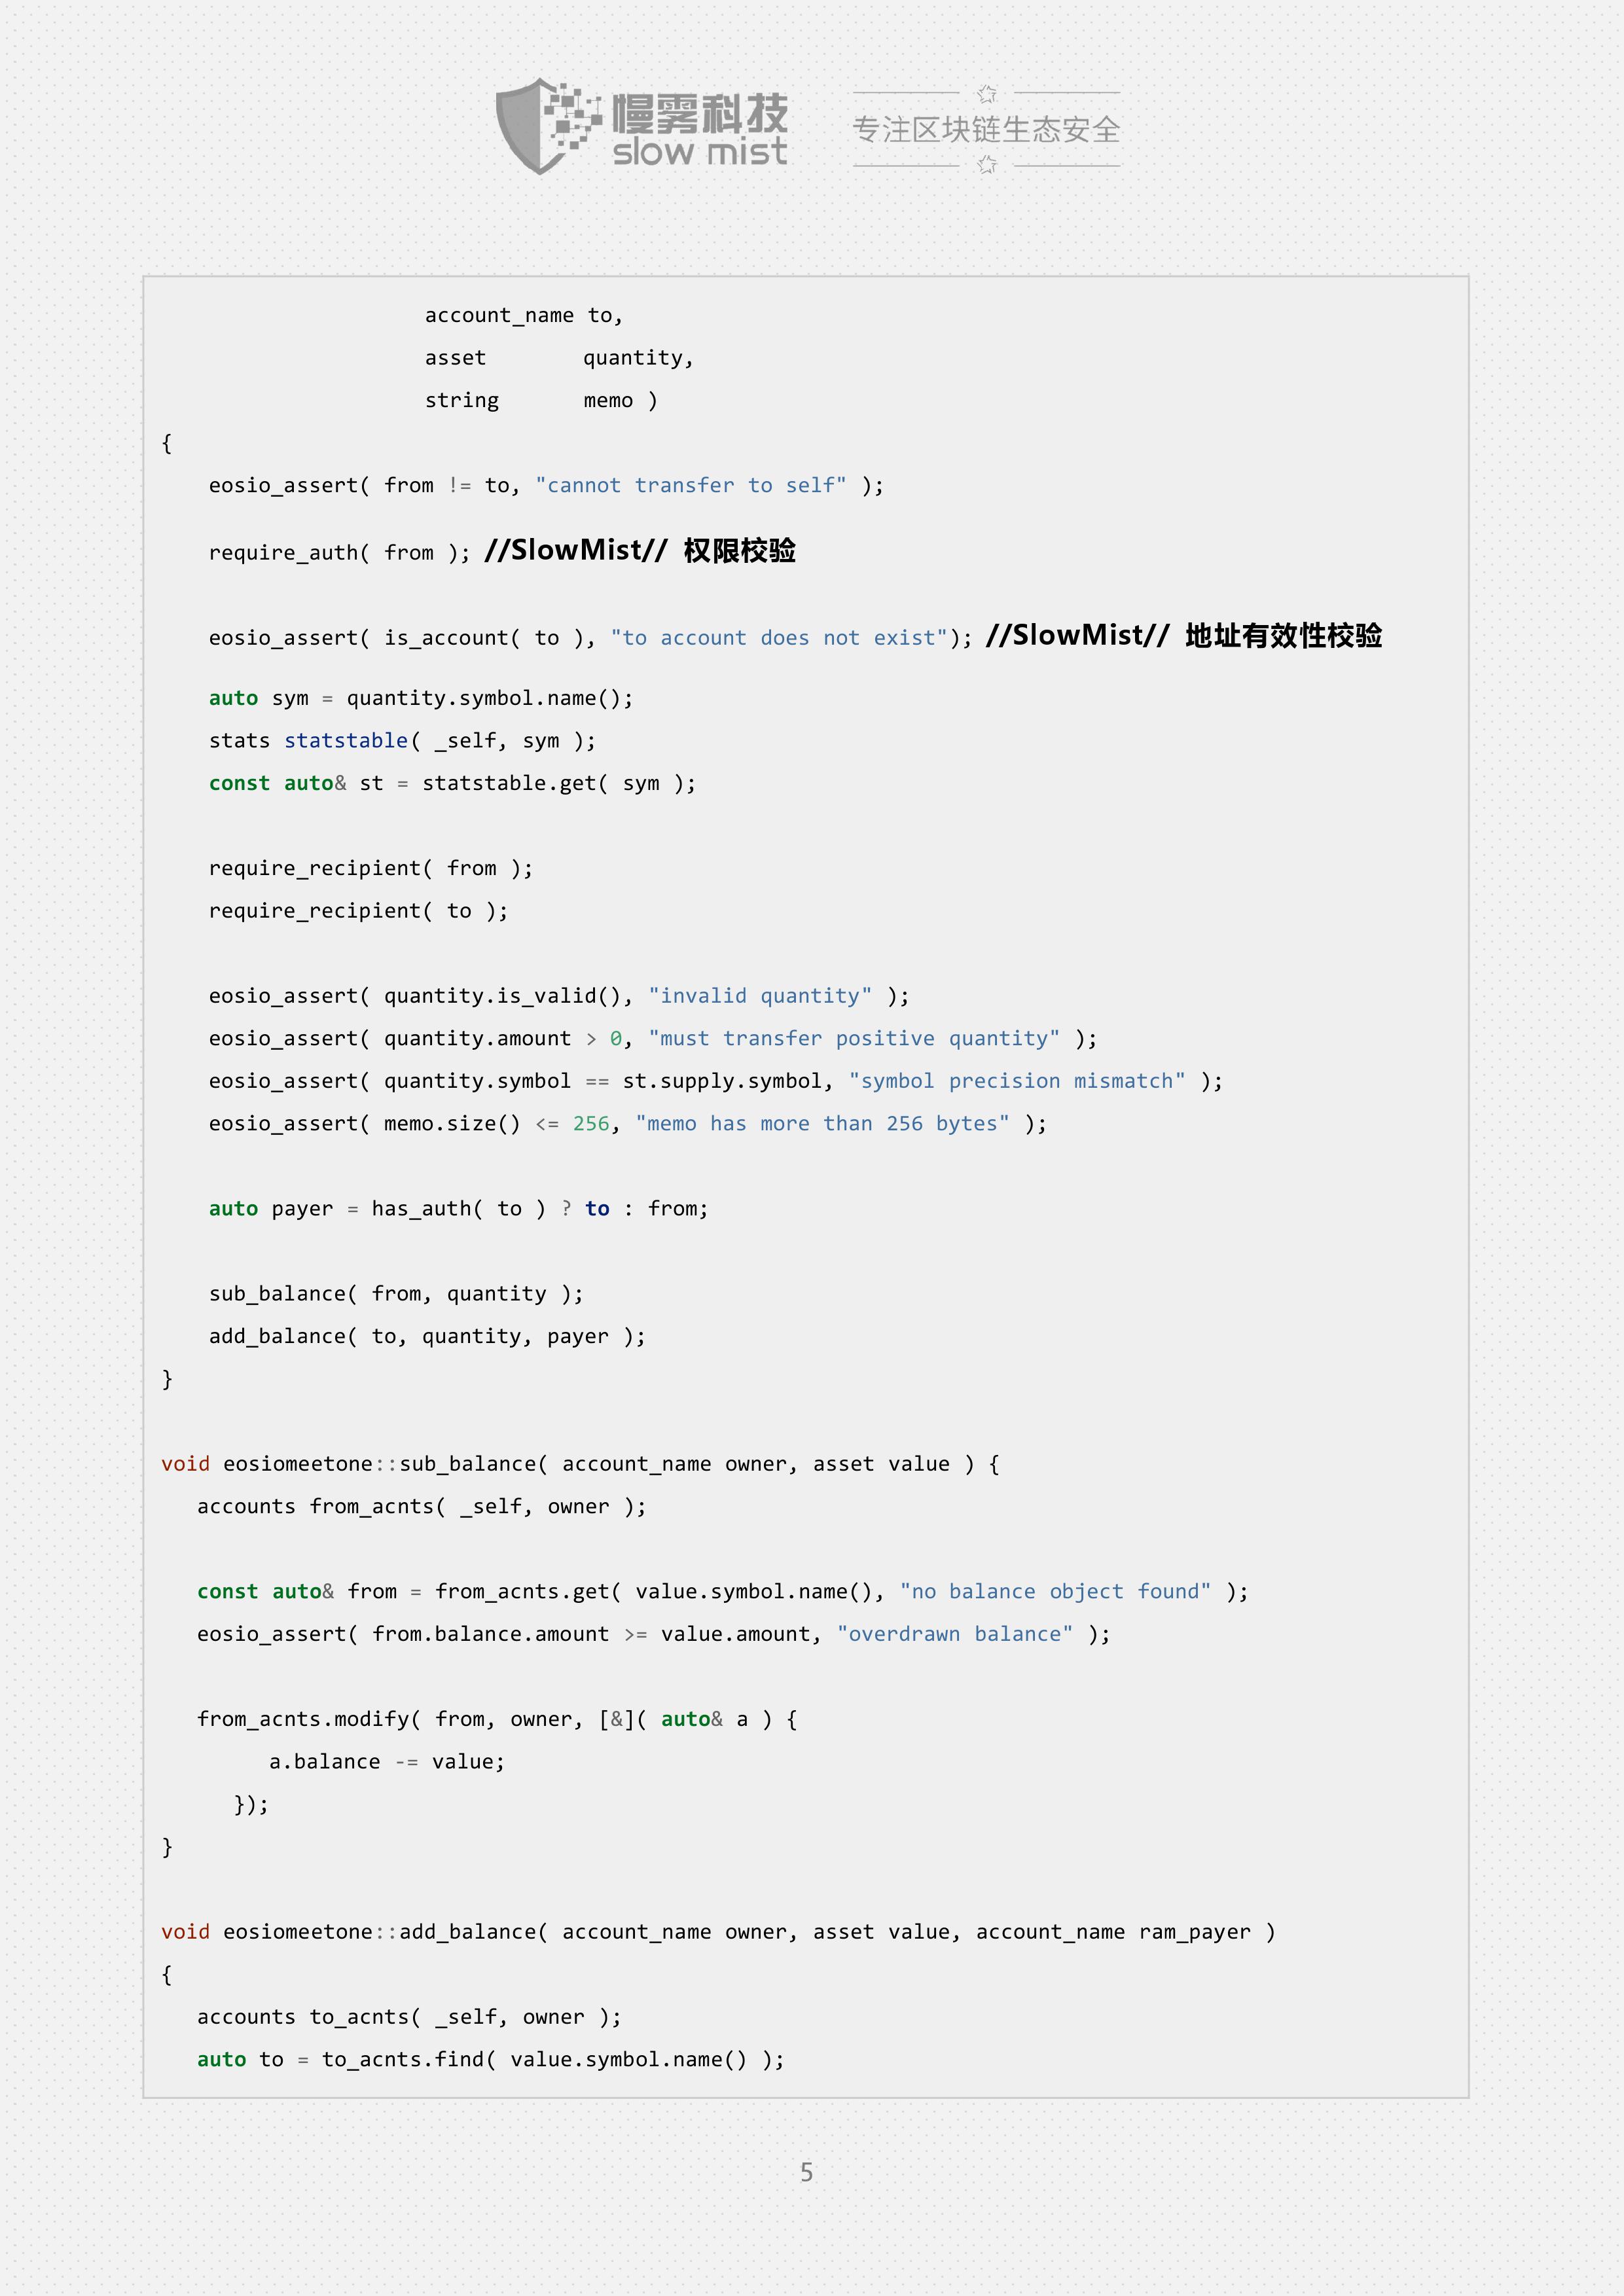 慢雾科技
slow mist
专注区块链生态安全
account_name to,
asset        quantity,
string       memo )
{
    eosio_assert( from != to, "cannot transfer to self" );
    require_auth( from ); //SlowMist// 权限校验
    eosio_assert( is_account( to ), "to account does not exist"); //SlowMist// 地址有效性校验
    auto sym = quantity.symbol.name();
    stats statstable( _self, sym );
    const auto& st = statstable.get( sym );
    require_recipient( from );
    require_recipient( to );
    eosio_assert( quantity.is_valid(), "invalid quantity" );
    eosio_assert( quantity.amount > 0, "must transfer positive quantity" );
    eosio_assert( quantity.symbol == st.supply.symbol, "symbol precision mismatch" );
    eosio_assert( memo.size() <= 256, "memo has more than 256 bytes" );
    auto payer = has_auth( to ) ? to : from;
    sub_balance( from, quantity );
    add_balance( to, quantity, payer );
}
void eosiomeetone::sub_balance( account_name owner, asset value ) {
   accounts from_acnts( _self, owner );
   const auto& from = from_acnts.get( value.symbol.name(), "no balance object found" );
   eosio_assert( from.balance.amount >= value.amount, "overdrawn balance" );
   from_acnts.modify( from, owner, [&]( auto& a ) {
         a.balance -= value;
      });
}
void eosiomeetone::add_balance( account_name owner, asset value, account_name ram_payer )
{
   accounts to_acnts( _self, owner );
   auto to = to_acnts.find( value.symbol.name() );
5